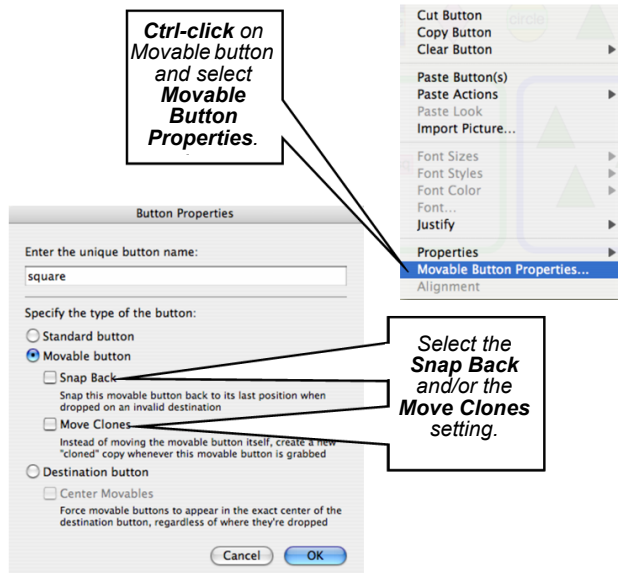 Ctrl-click on
Movable button
and select
Movable
Button
Properties.
Cut Button
Copy Button
Clear Button
Paste Button(s)
Paste Actions
Paste Look
Import Picture...
Font Sizes
Font Styles
Font Color
Font...
Justify
Properties
Movable Button Properties...
Alignment
circle
Button Properties
Enter the unique button name:
square
Specify the type of the button:
Standard button
Movable button
Snap Back
Snap this movable button back to its last position when
dropped on an invalid destination
Move Clones
Instead of moving the movable button itself, create a new
"cloned" copy whenever this movable button is grabbed
Destination button
Center Movables
Force movable buttons to appear in the exact center of the
destination button, regardless of where they're dropped
Cancel
OK
Select the
Snap Back
and/or the
Move Clones
setting.